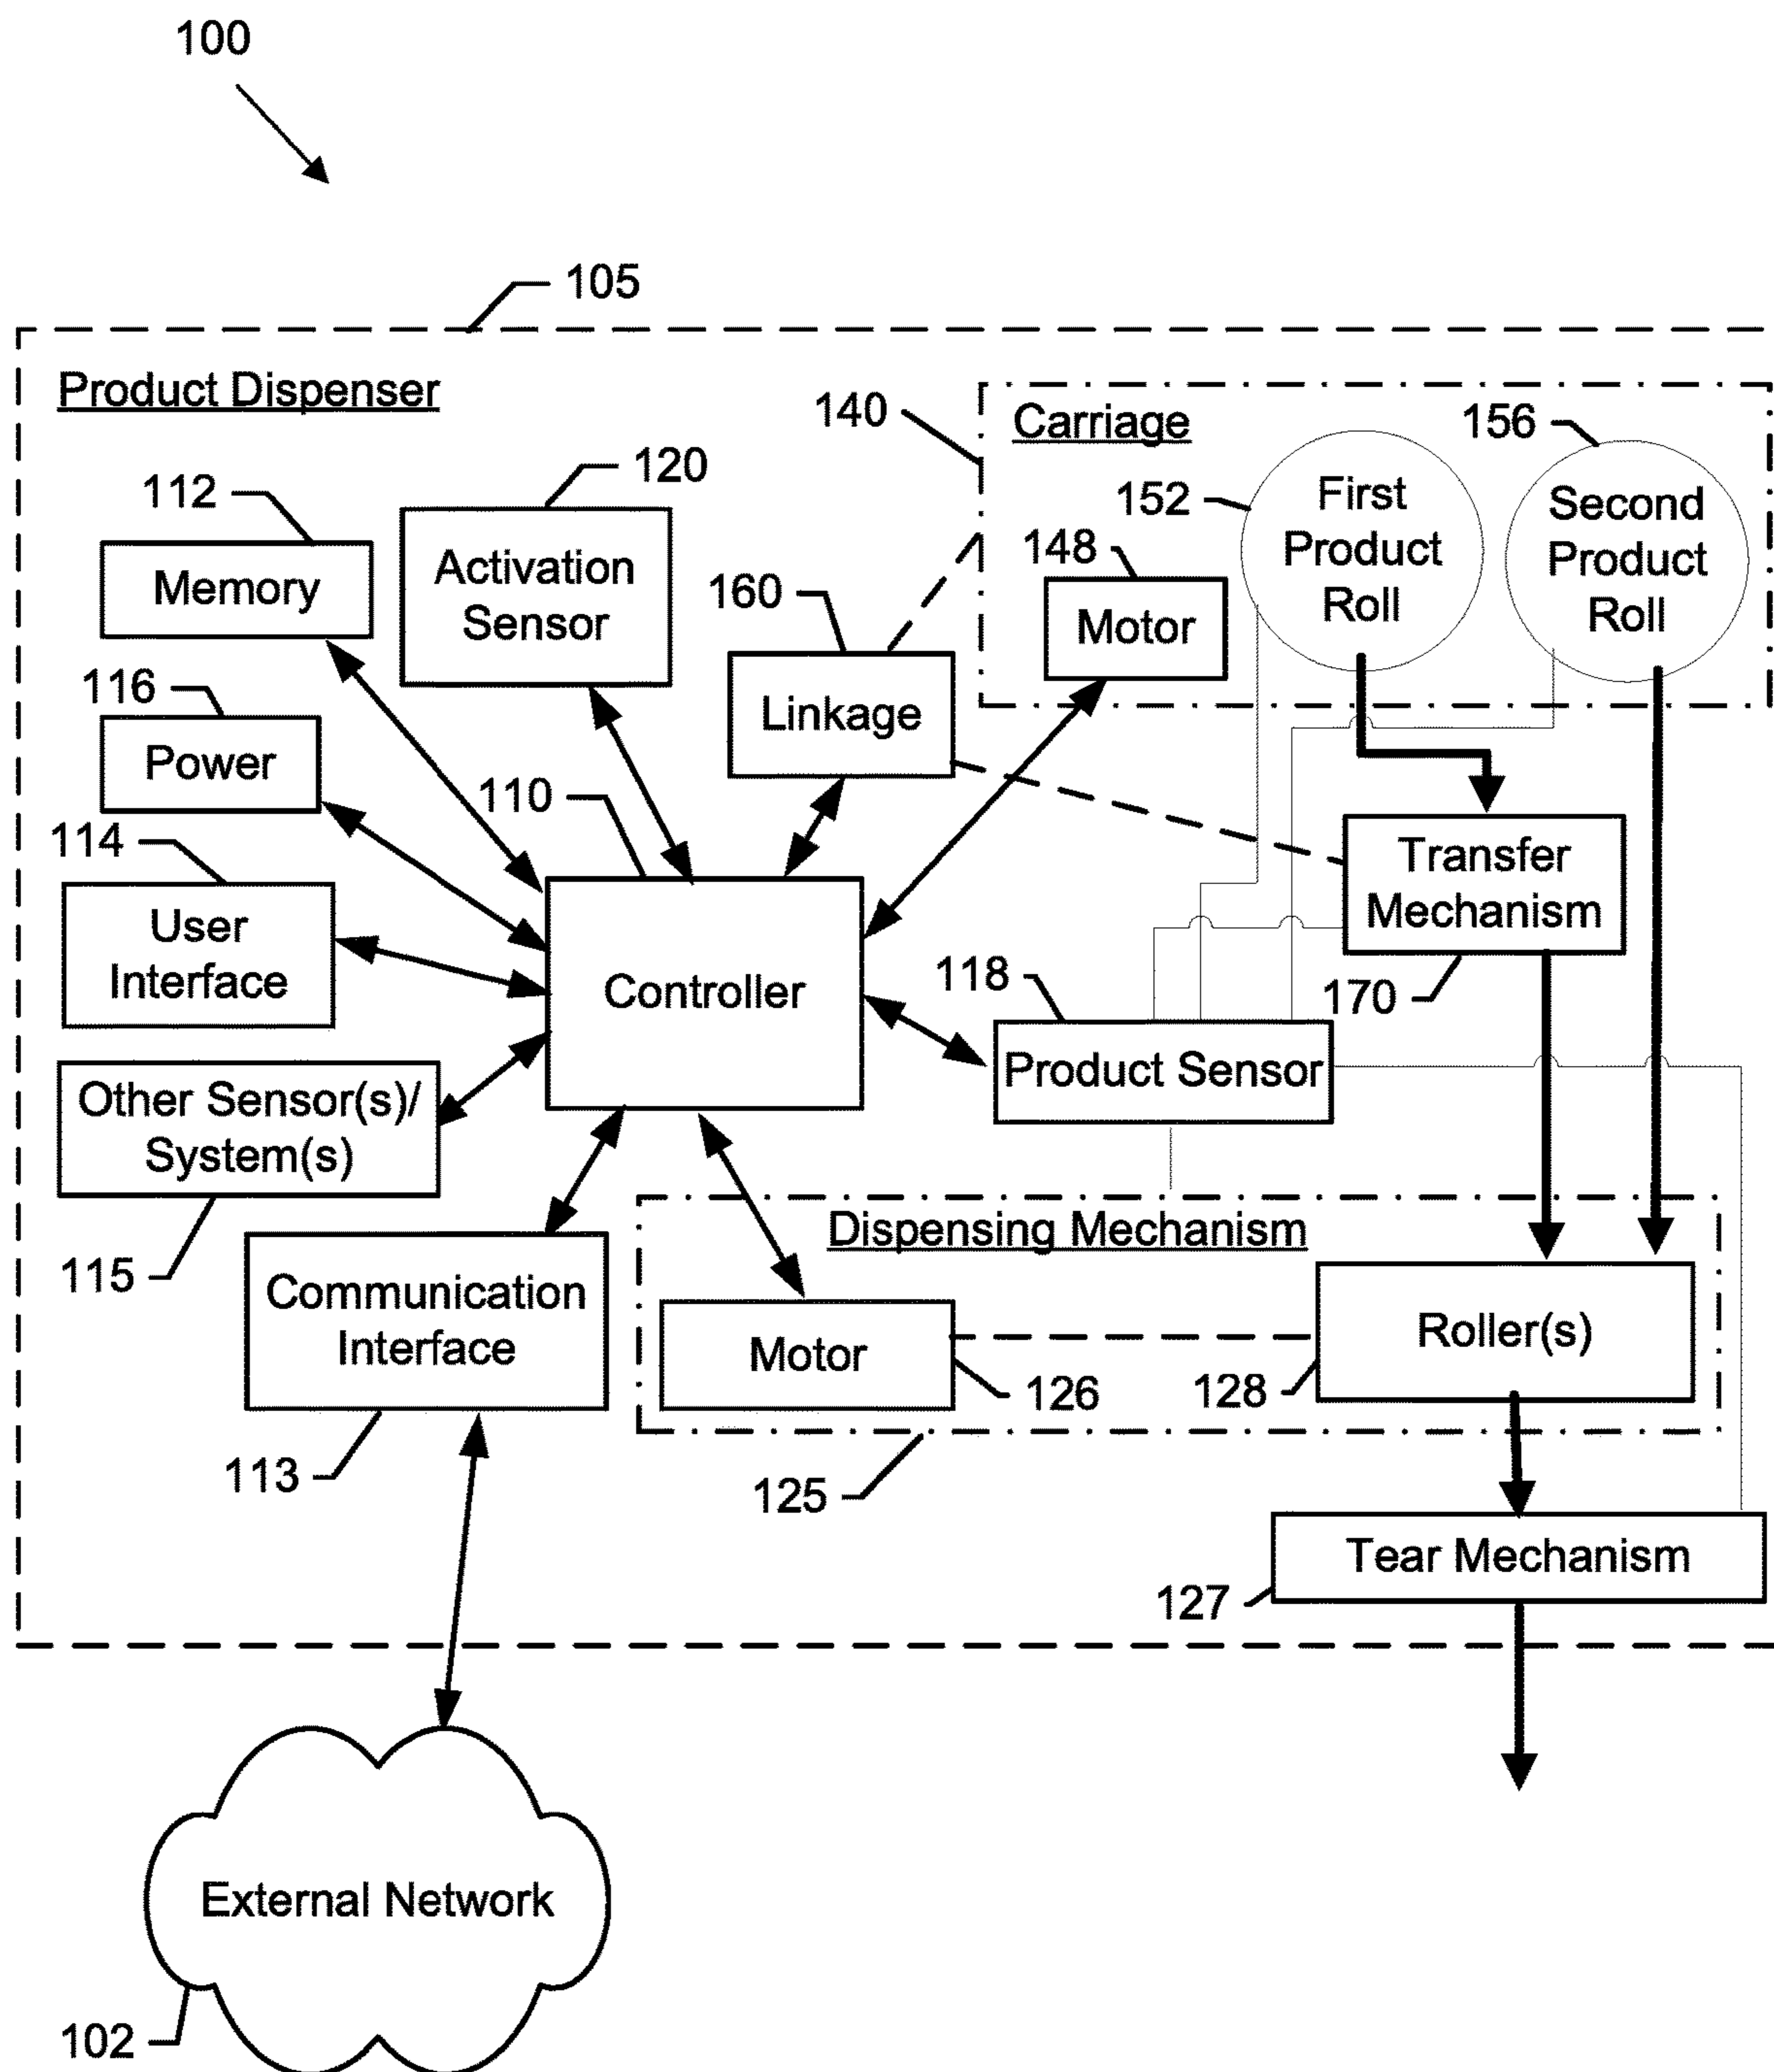 100
105
Product Dispenser
140
Carriage
156
120
112
152
First
Product
Roll
Second
Product
Roll
Activation
Sensor
148
Memory
160
Motor
116
Linkage
Power
110
114
Transfer
Mechanism
User
Interface
118
170
Controller
Product Sensor
Other Sensor(s)/
System(s)
Dispensing Mechanism
115
Communication
Interface
Motor
Roller(s)
126
128
113
125
Tear Mechanism
127
External Network
102